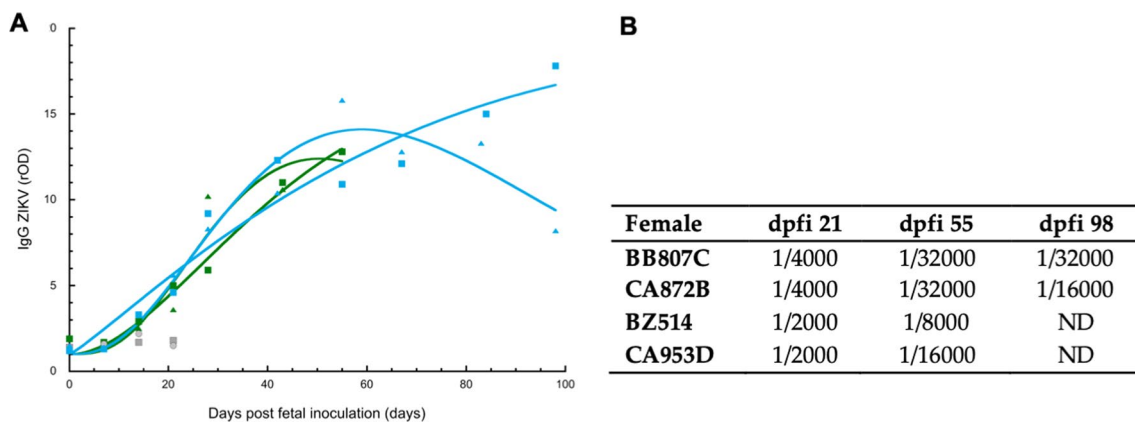 A
B
0
15
10
5
0
0
20
40
60
80
100
IgG ZIKV (rOD)
Days post fetal inoculation (days)
Female dpfi 21 dpfi 55 dpfi 98
BB807C 1/4000 1/32000 1/32000
CA872B 1/4000 1/32000 1/16000
BZ514 1/2000 1/8000 ND
CA953D 1/2000 1/16000 ND